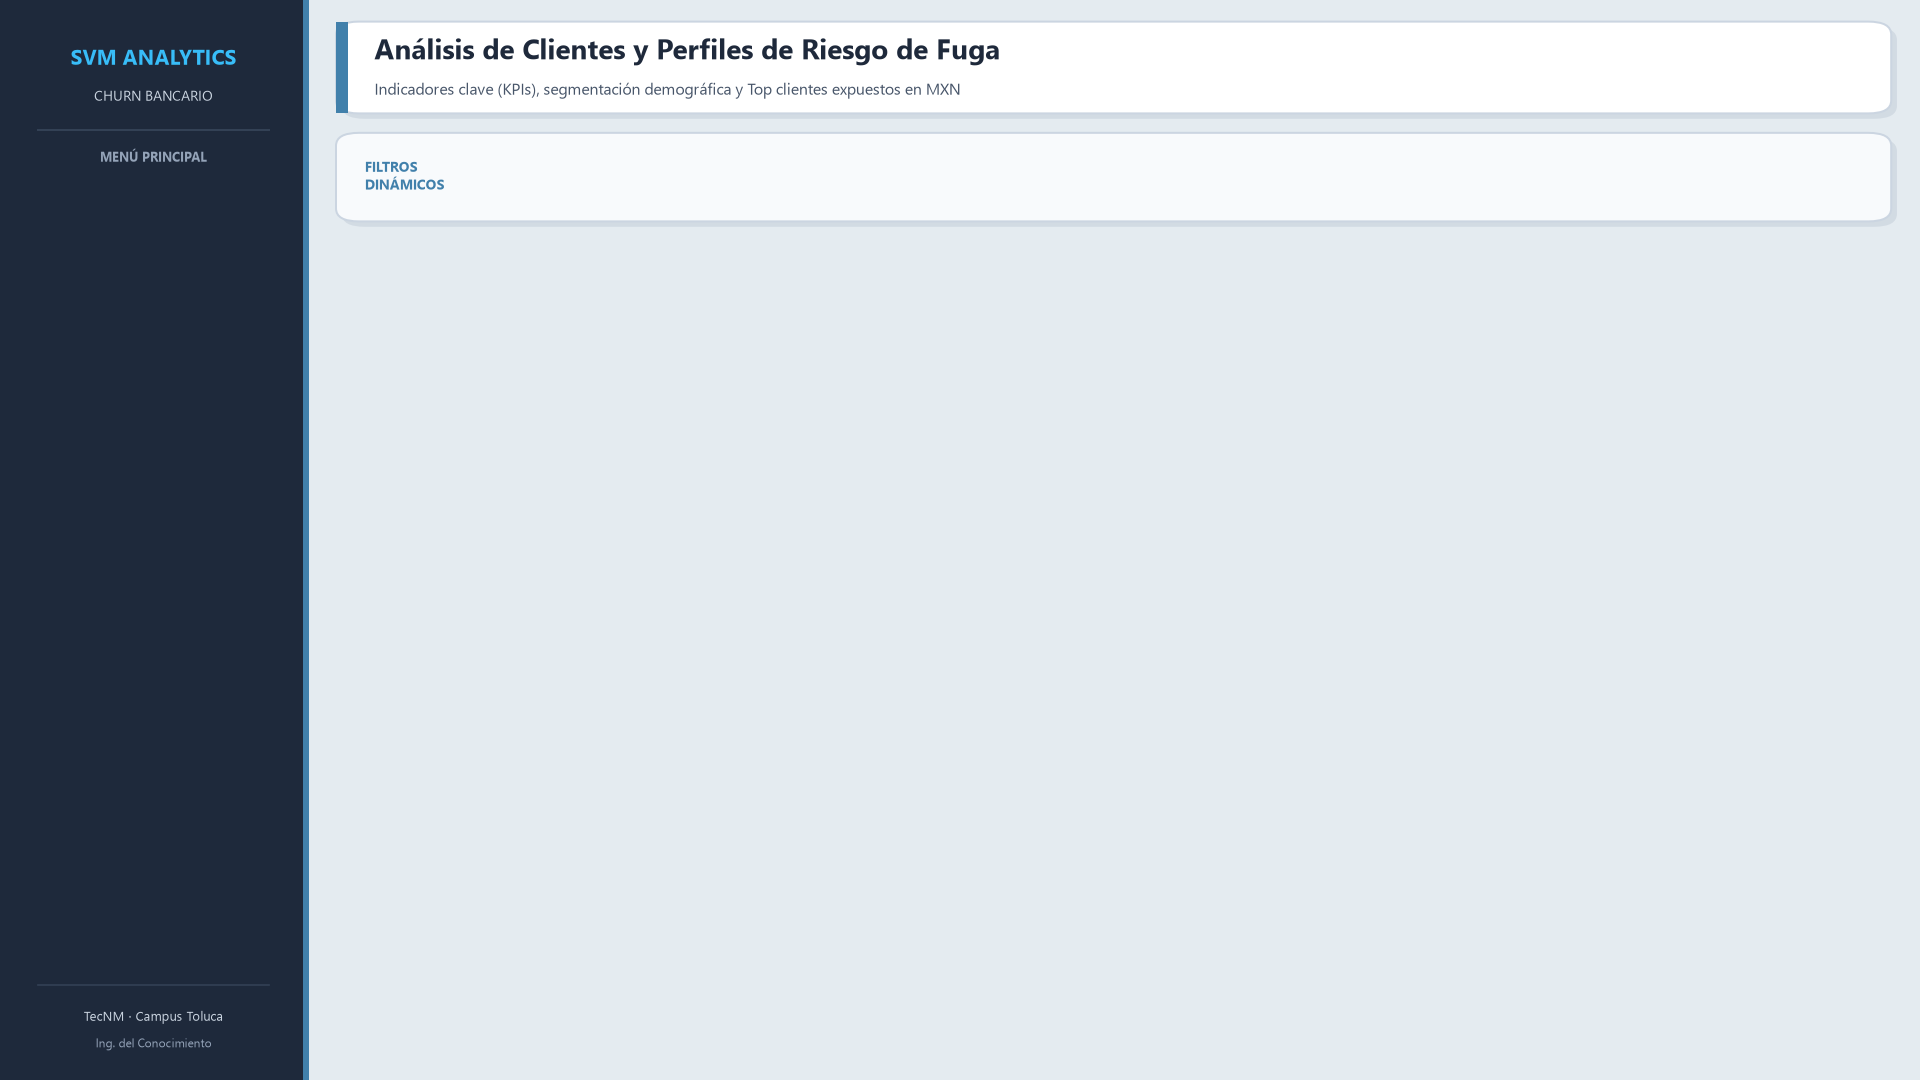 SVM ANALYTICS
CHURN BANCARIO
MENÚ PRINCIPAL
TecNM · Campus Toluca
Ing. del Conocimiento
Análisis de Clientes y Perfiles de Riesgo de Fuga
Indicadores clave (KPIs), segmentación demográfica y Top clientes expuestos en MXN
FILTROS
DINÁMICOS